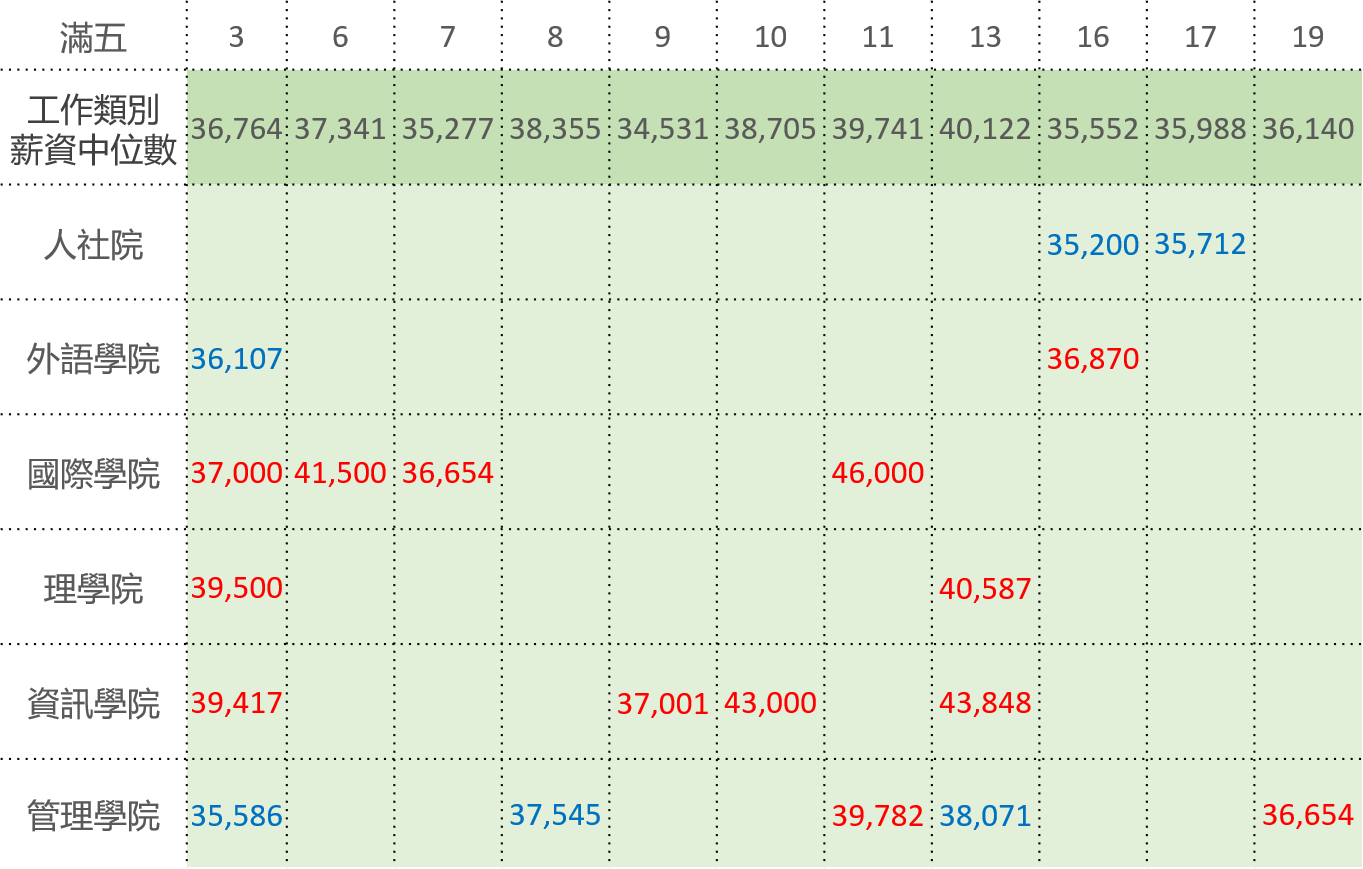 滿五 3 6 7 8 9 10 11 13 16 17 19
工作類別
薪資中位數 36,764 37,341 35,277 38,355 34,531 38,705 39,741 40,122 35,552 35,988 36,140
人社院 35,200 35,712
外語學院 36,107 36,870
國際學院 37,000 41,500 36,654 46,000
理學院 39,500 40,587
資訊學院 39,417 37,001 43,000 43,848
管理學院 35,586 37,545 39,782 38,071 36,654